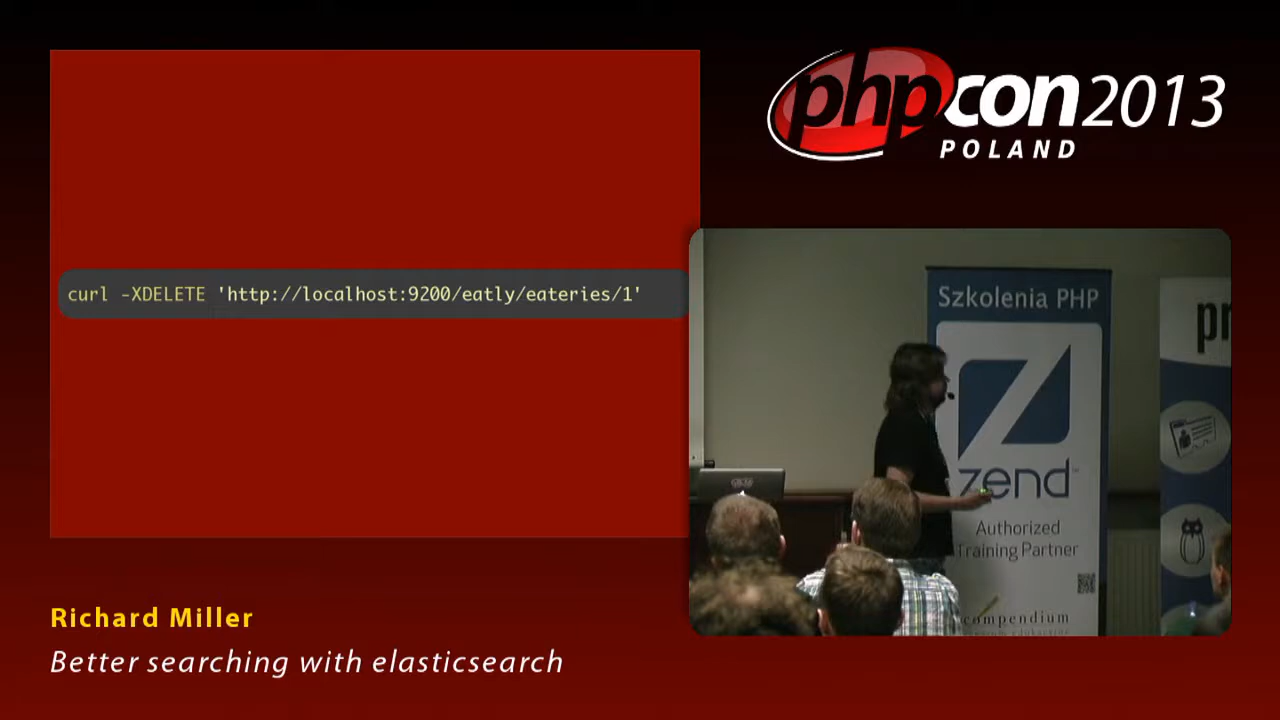 phpcon2013
POLAND
curl -XDELETE 'http://localhost:9200/eatly/eateries/1'
Szkolenia PHP
zend
Authorized
Training Partner
compendium
Richard Miller
Better searching with elasticsearch